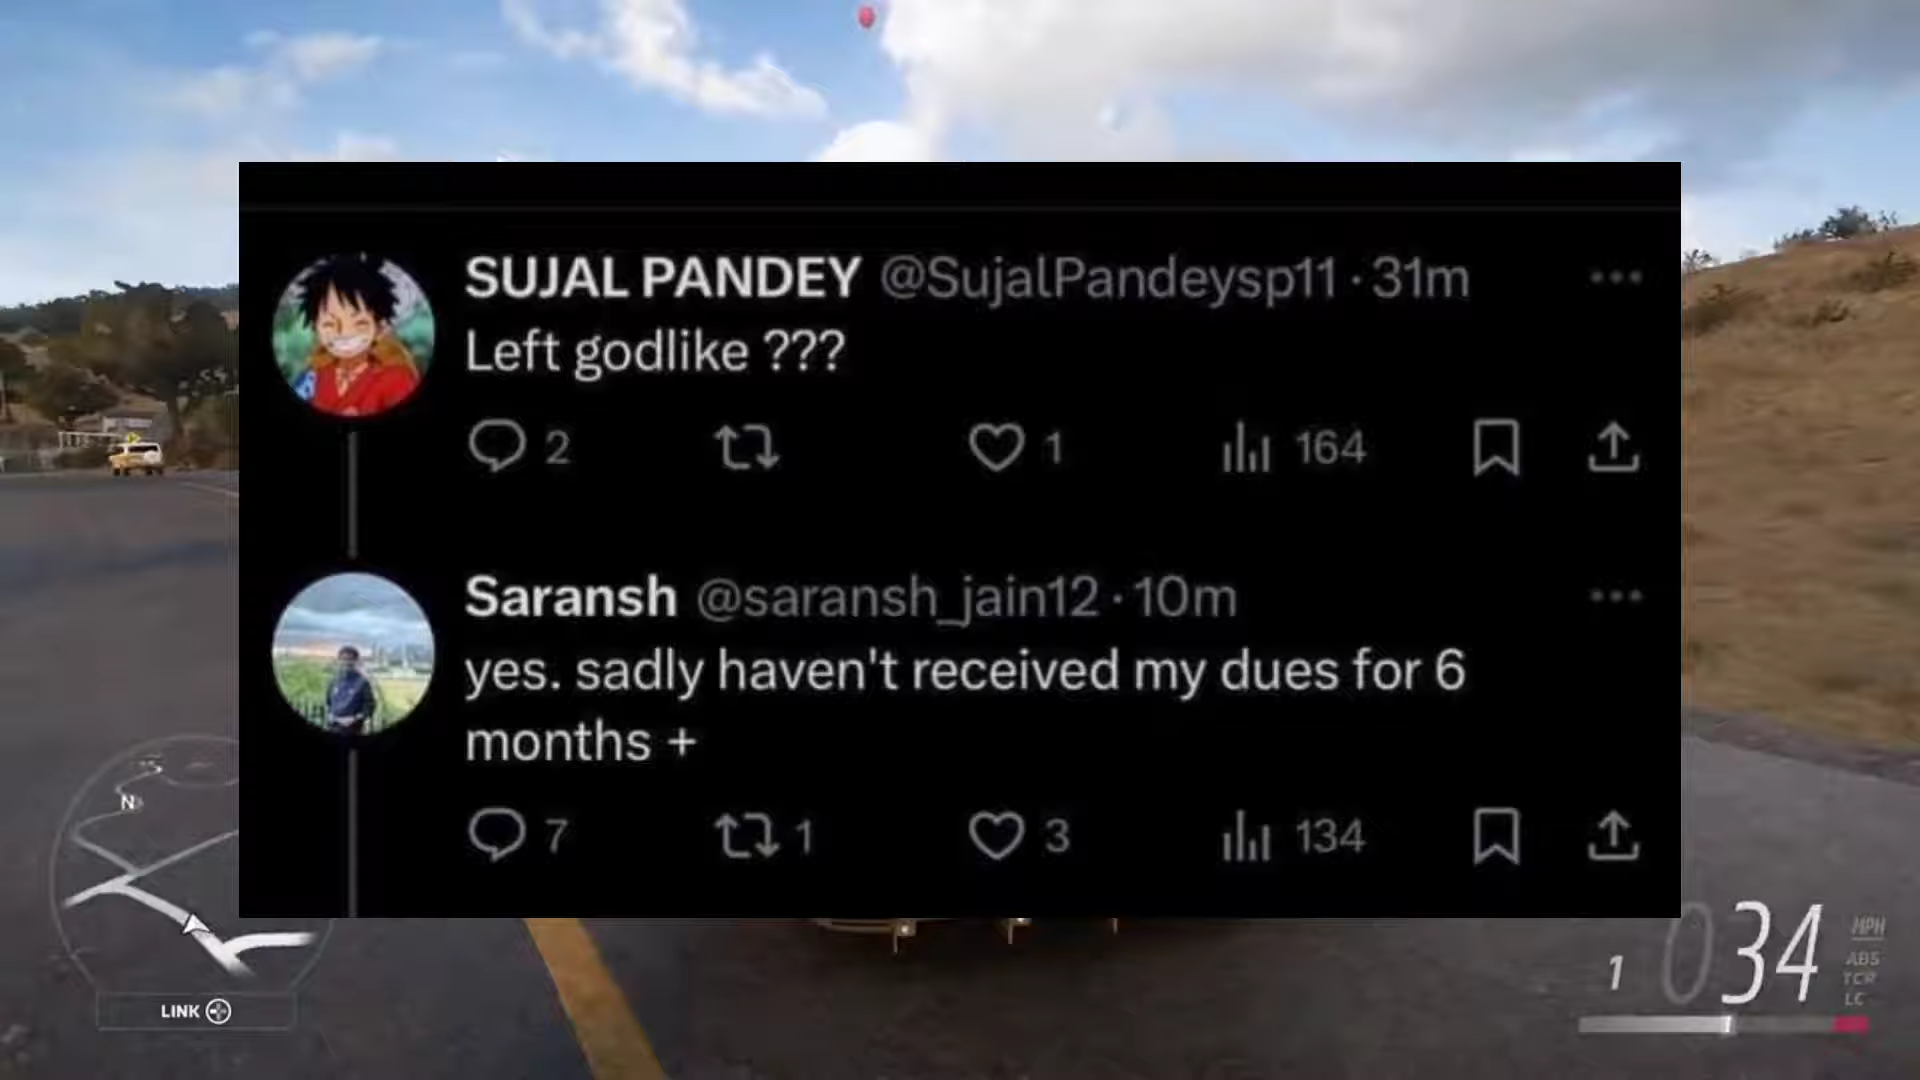 SUJAL PANDEY @SujalPandeysp11 · 31m
Left godlike ???
2 1 164
Saransh @saransh_jain12 · 10m
yes. sadly haven't received my dues for 6
months +
7 1 3 134
N
LINK
1 034 MPH
ABS
TCR
LC